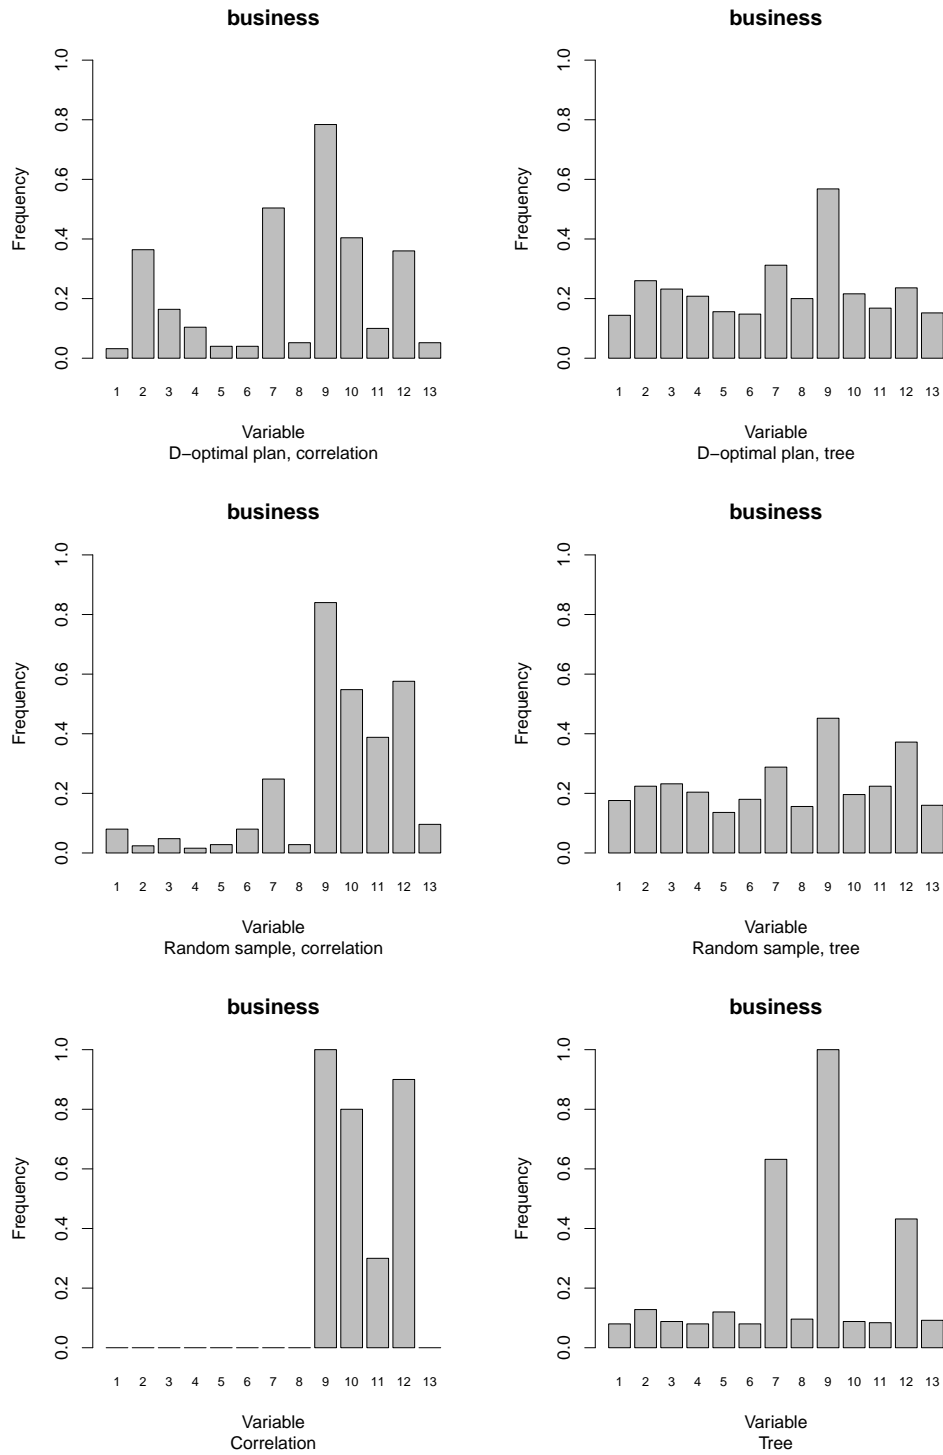 business
1.0
0.8
0.6
0.4
0.2
0.0
Frequency
1 2 3 4 5 6 7 8 9 10 11 12 13
Variable
D−optimal plan, correlation
business
1.0
0.8
0.6
0.4
0.2
0.0
Frequency
1 2 3 4 5 6 7 8 9 10 11 12 13
Variable
D−optimal plan, tree
business
1.0
0.8
0.6
0.4
0.2
0.0
Frequency
1 2 3 4 5 6 7 8 9 10 11 12 13
Variable
Random sample, correlation
business
1.0
0.8
0.6
0.4
0.2
0.0
Frequency
1 2 3 4 5 6 7 8 9 10 11 12 13
Variable
Random sample, tree
business
1.0
0.8
0.6
0.4
0.2
0.0
Frequency
1 2 3 4 5 6 7 8 9 10 11 12 13
Variable
Correlation
business
1.0
0.8
0.6
0.4
0.2
0.0
Frequency
1 2 3 4 5 6 7 8 9 10 11 12 13
Variable
Tree